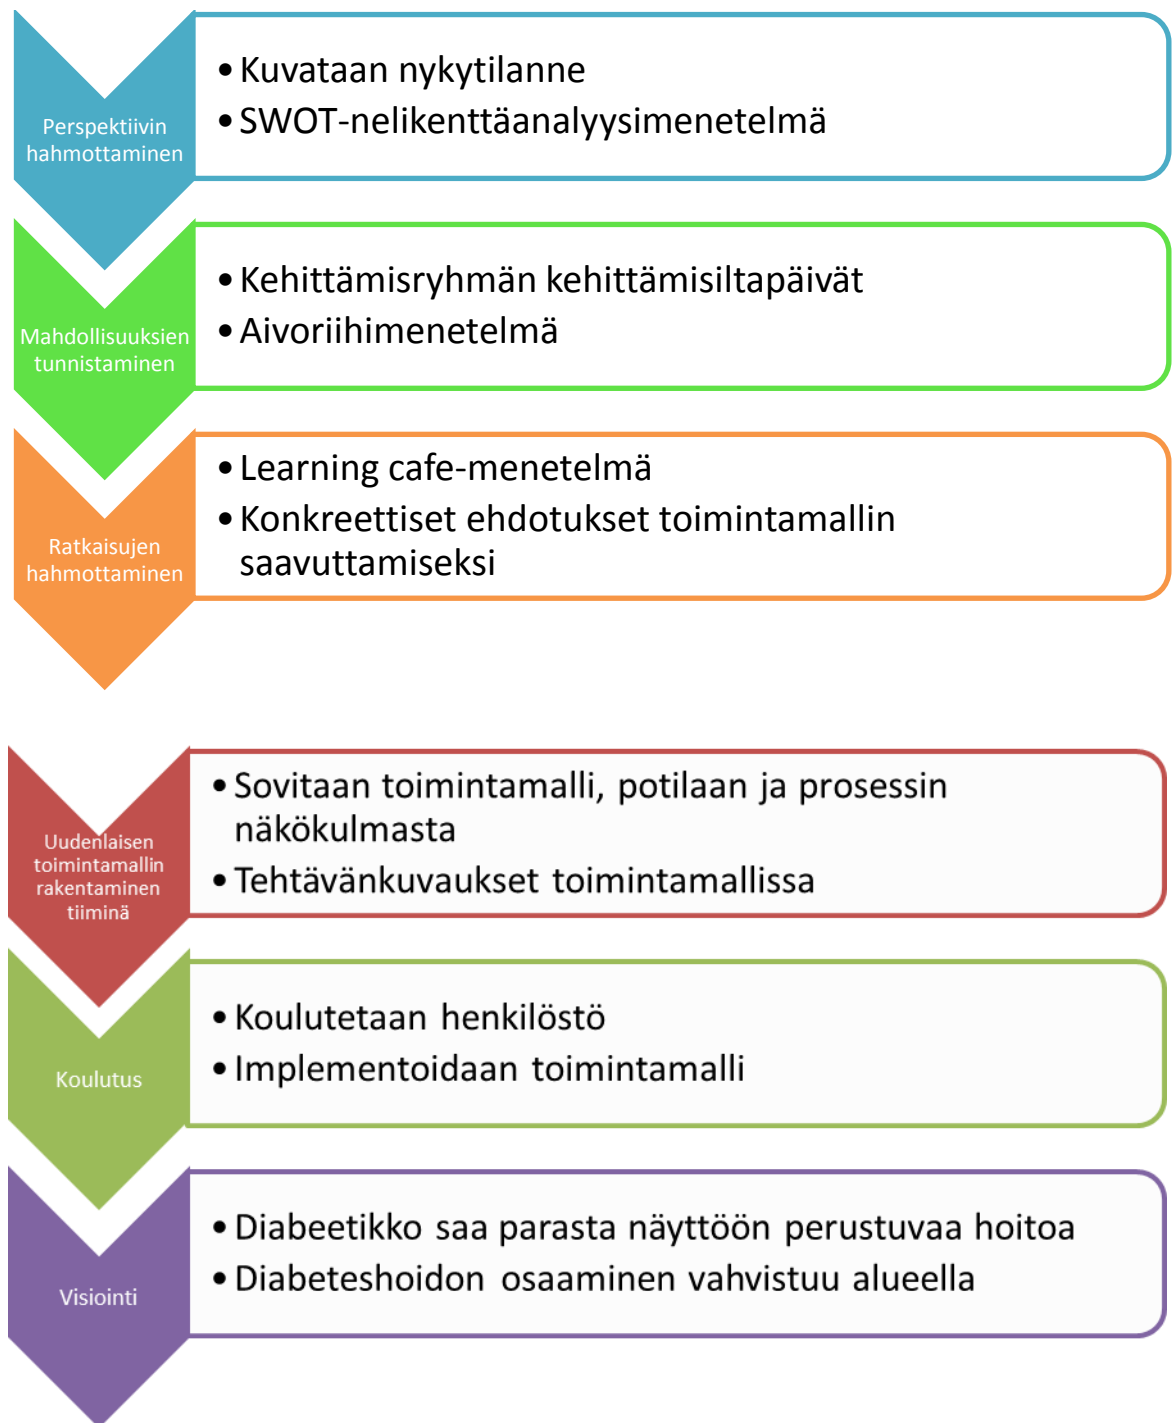 Perspektiivin
hahmottaminen
• Kuvataan nykytilanne
• SWOT-nelikenttäanalyysimenetelmä
Mahdollisuuksien
tunnistaminen
• Kehittämisryhmän kehittämisiltapäivät
• Aivoriihimenetelmä
Ratkaisujen
hahmottaminen
• Learning cafe-menetelmä
• Konkreettiset ehdotukset toimintamallin
saavuttamiseksi
Uudenlaisen
toimintamallin
rakentaminen
tiiminä
• Sovitaan toimintamalli, potilaan ja prosessin
näkökulmasta
• Tehtävänkuvaukset toimintamallissa
Koulutus
• Koulutetaan henkilöstö
• Implementoidaan toimintamalli
Visiointi
• Diabeetikko saa parasta näyttöön perustuvaa hoitoa
• Diabeteshoidon osaaminen vahvistuu alueella